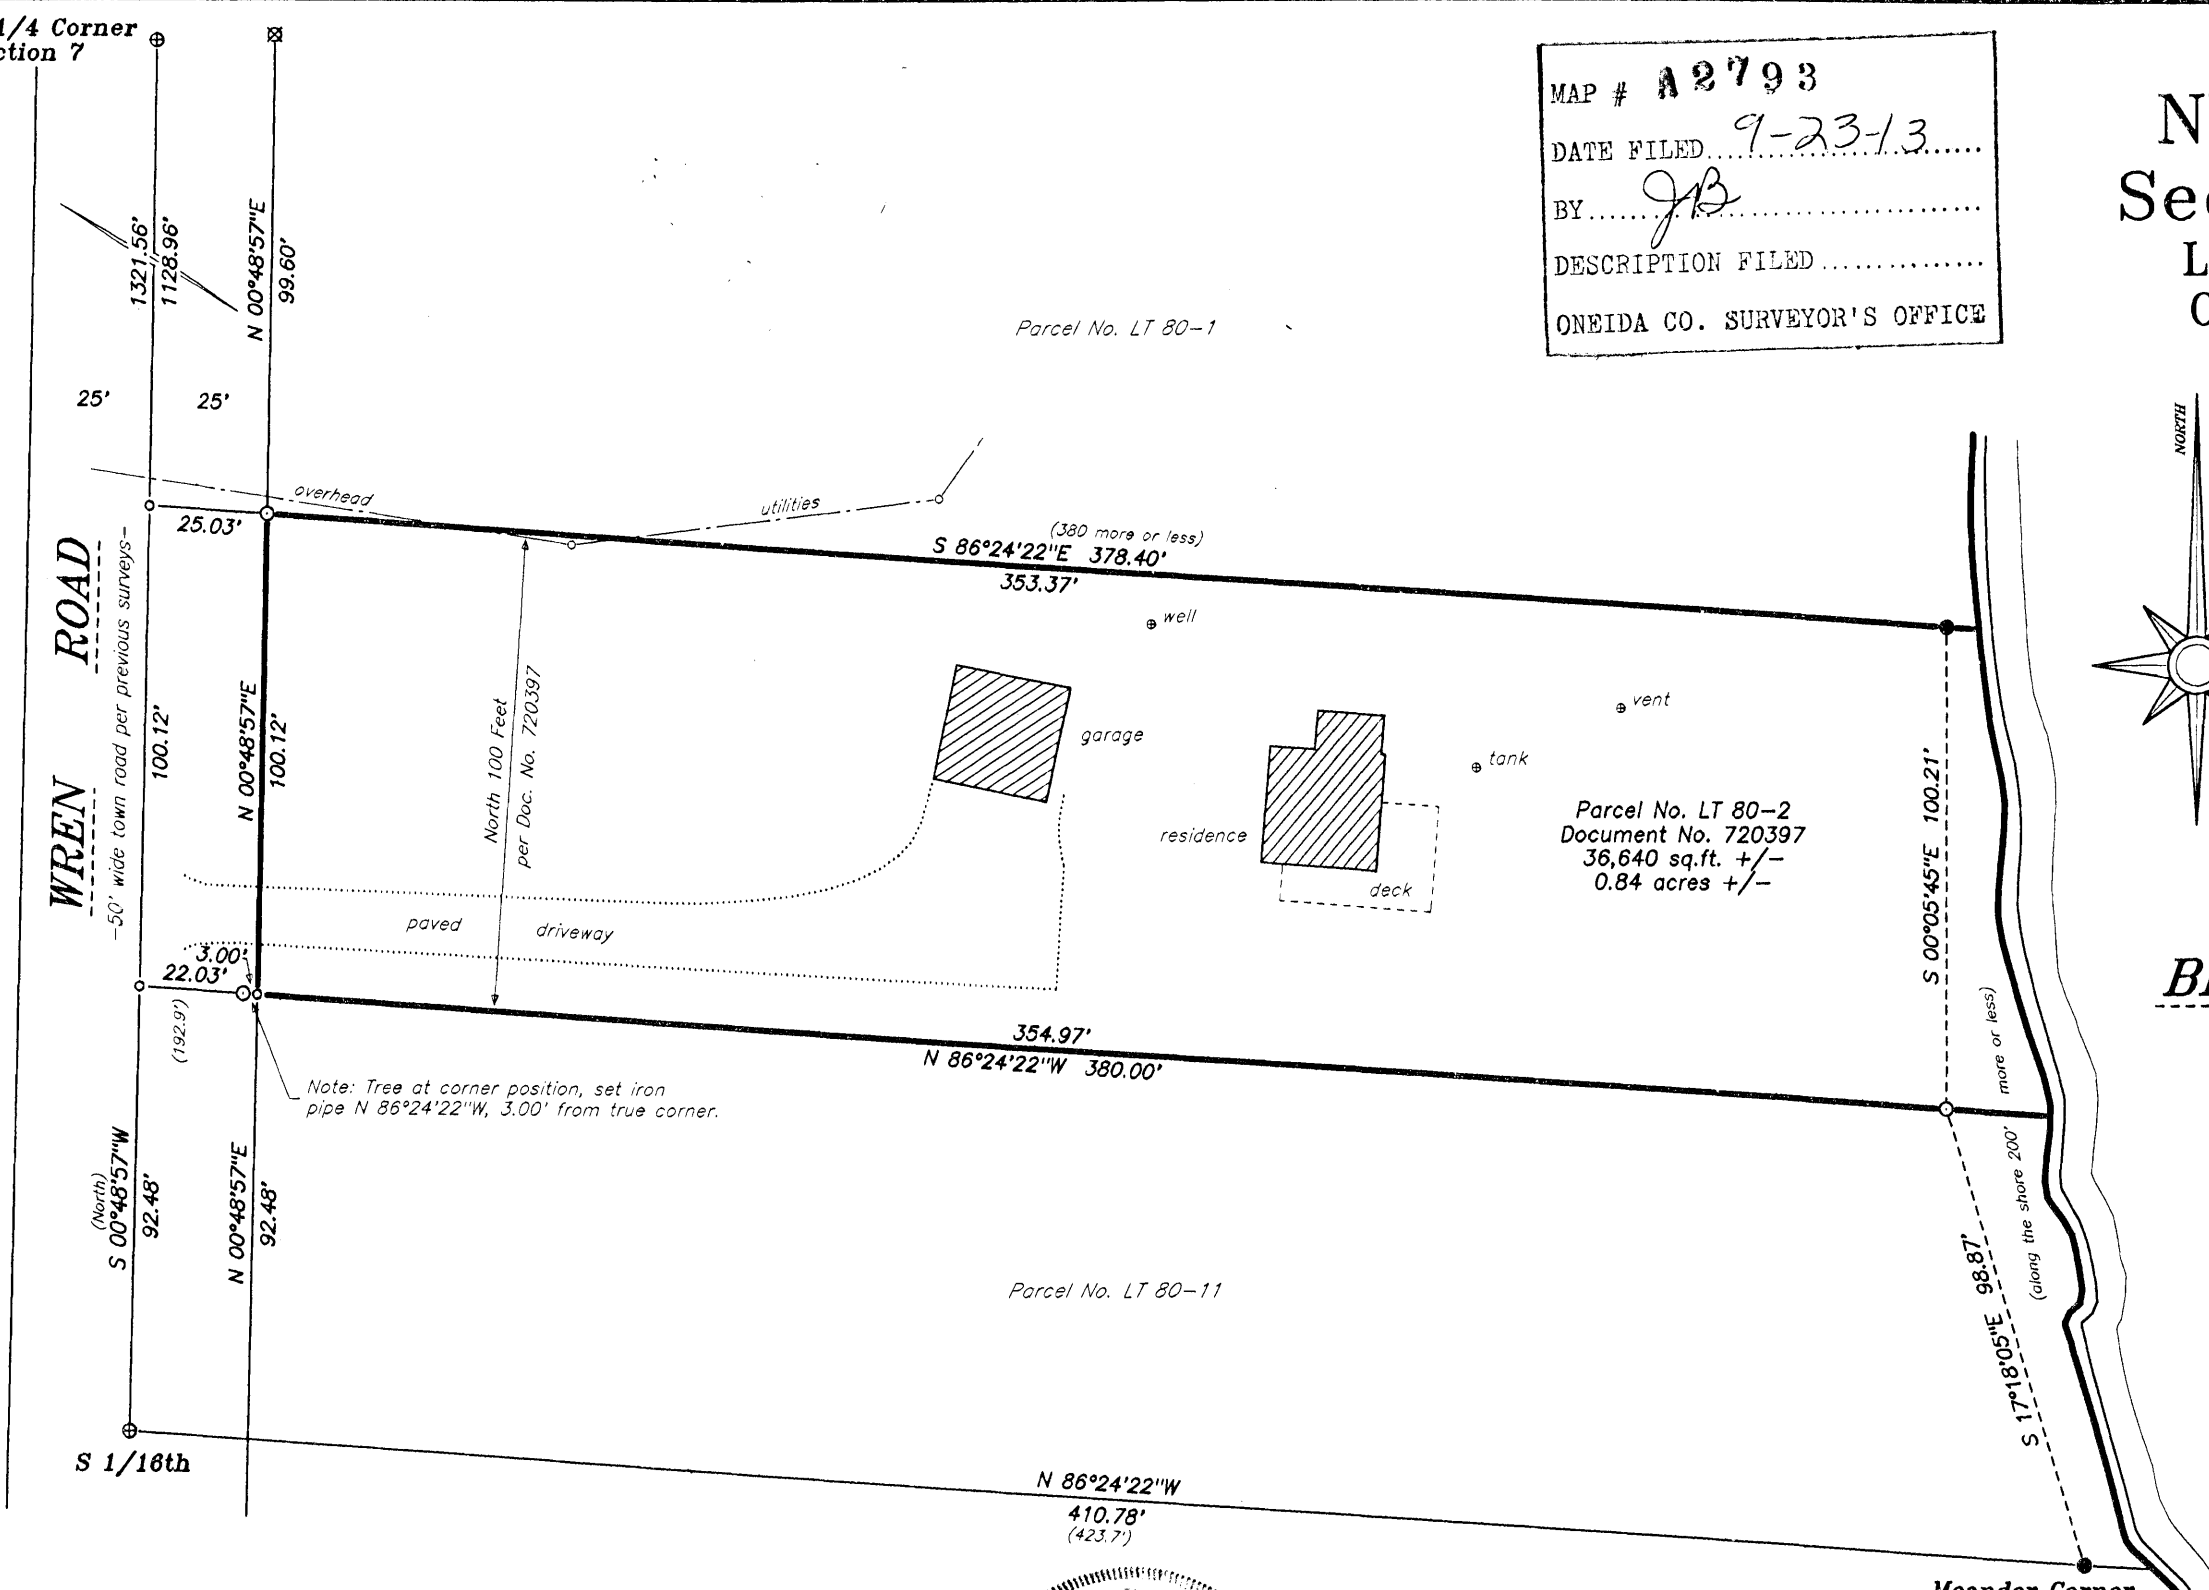 1/4 Corner
ction 7
1321.56'
1128.96'
N 00°48'57"E
99.60'
25'
25'
MAP # A2793
DATE FILED 9-23-13
BY JB
DESCRIPTION FILED
ONEIDA CO. SURVEYOR'S OFFICE
N
Sec
L
NORTH
Parcel No. LT 80-1
overhead
utilities
25.03'
(380 more or less)
S 86°24'22"E 378.40'
353.37'
WREN ROAD
-50' wide town road per previous surveys-
100.12'
N 00°48'57"E
100.12'
North 100 Feet
per Doc. No. 720397
well
garage
vent
tank
residence
deck
Parcel No. LT 80-2
Document No. 720397
36,640 sq.ft. +/-
0.84 acres +/-
S 00°05'45"E 100.21'
paved driveway
3.00'
22.03'
(192.9')
354.97'
N 86°24'22"W 380.00'
Note: Tree at corner position, set iron
pipe N 86°24'22"W, 3.00' from true corner.
(along the shore 200' more or less)
(North)
S 00°48'57"W
92.48'
N 00°48'57"E
92.48'
Parcel No. LT 80-11
S 17°18'05"E 98.87'
S 1/16th
N 86°24'22"W
410.78'
(423.7')
Meander Corner